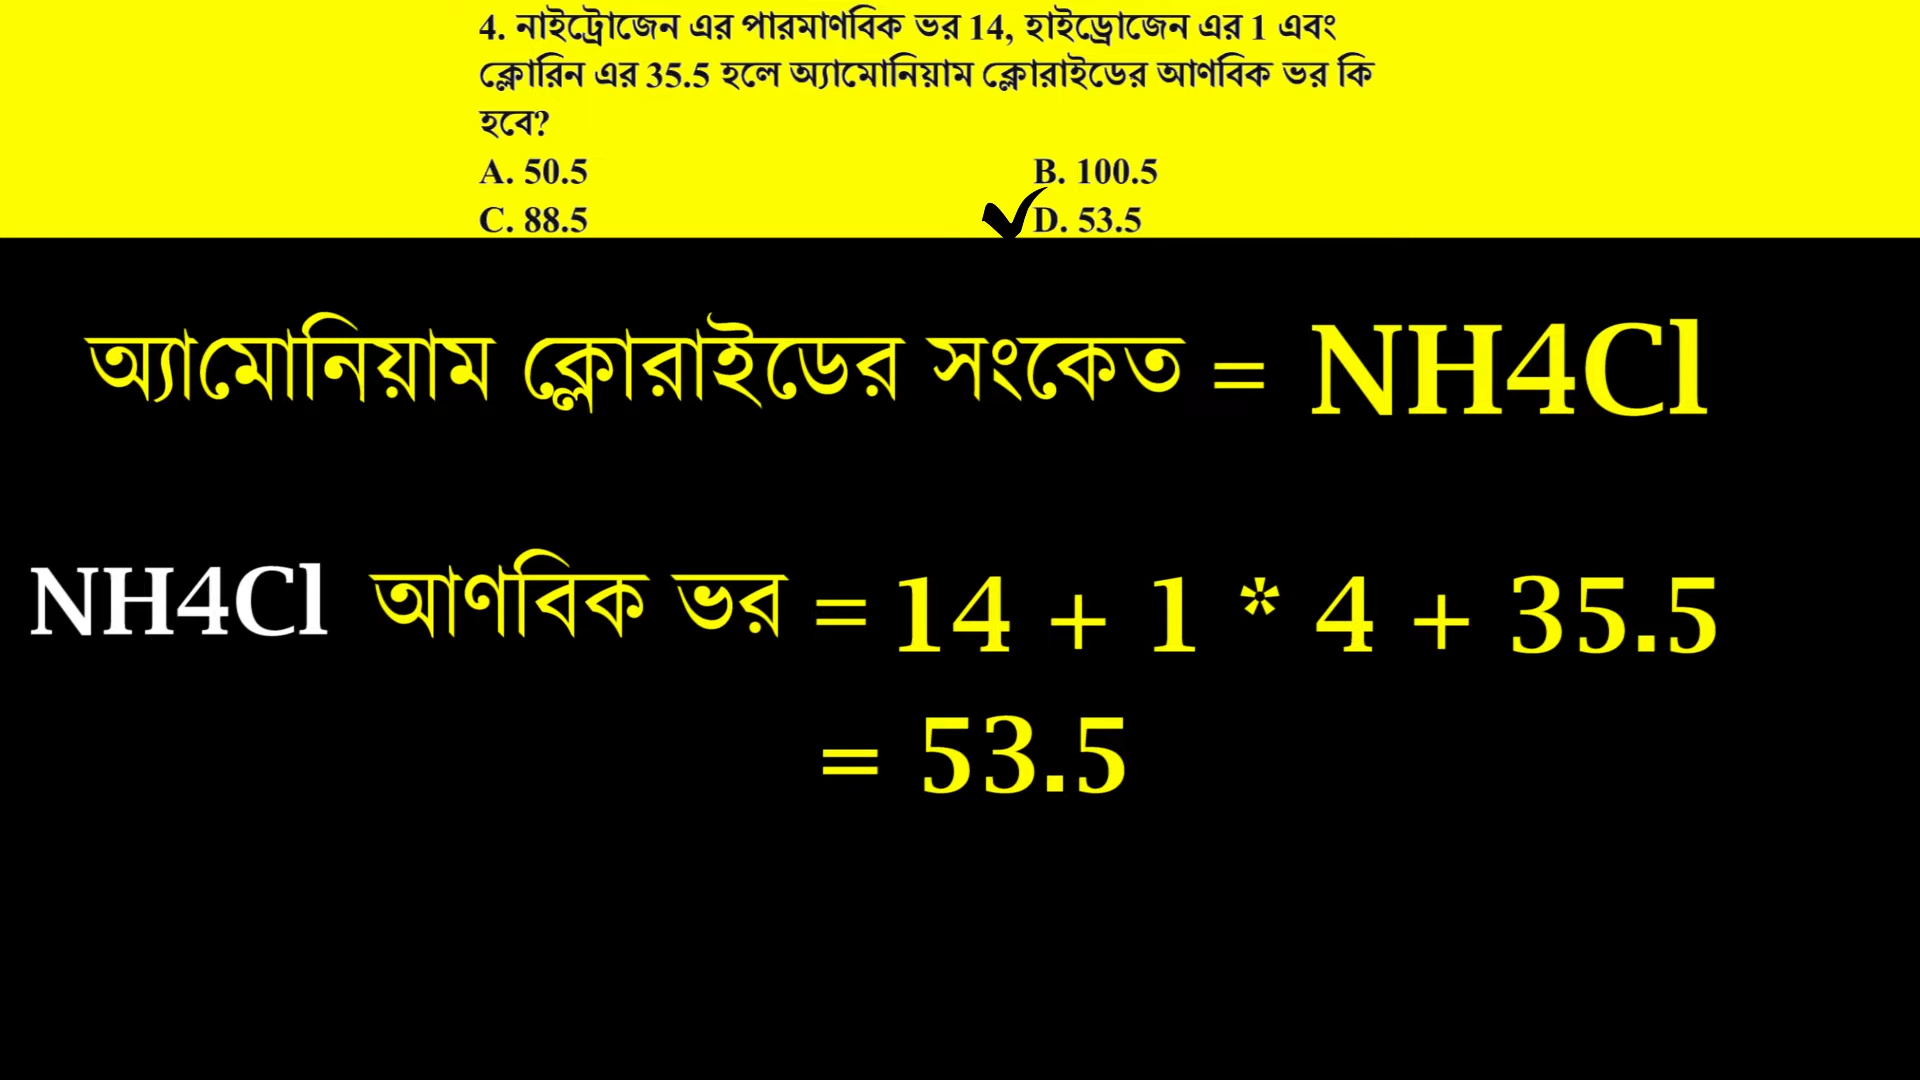 4. নাইট্রোজেন এর পারমাণবিক ভর 14, হাইড্রোজেন এর 1 এবং
ক্লোরিন এর 35.5 হলে অ্যামোনিয়াম ক্লোরাইডের আণবিক ভর কি
হবে?
A. 50.5 B. 100.5
C. 88.5 D. 53.5
অ্যামোনিয়াম ক্লোরাইডের সংকেত = NH4Cl
NH4Cl আণবিক ভর = 14 + 1 * 4 + 35.5
= 53.5